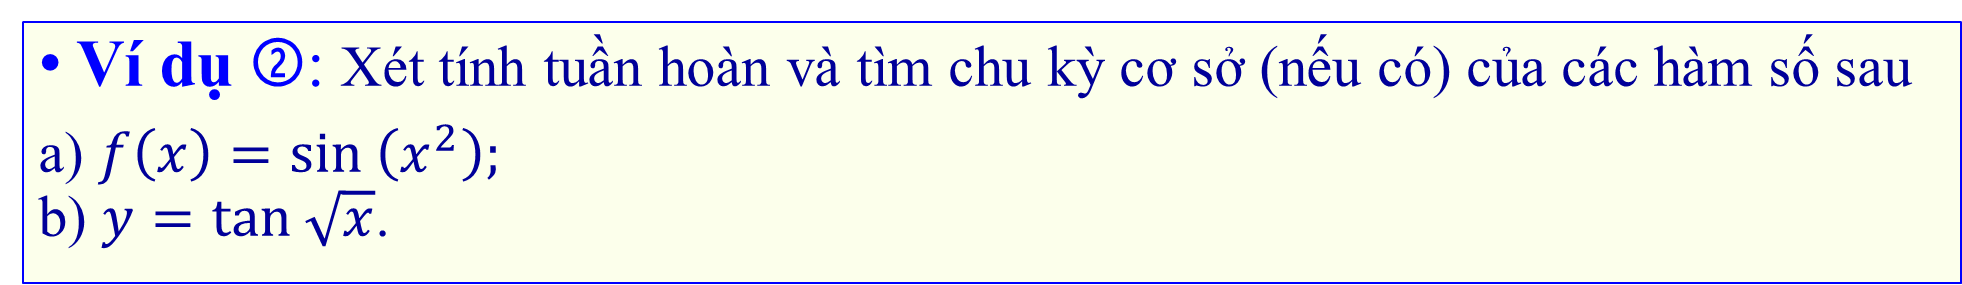 • Ví dụ ②: Xét tính tuần hoàn và tìm chu kỳ cơ sở (nếu có) của các hàm số sau
a) f(x) = sin (x²);
b) y = tan √x.